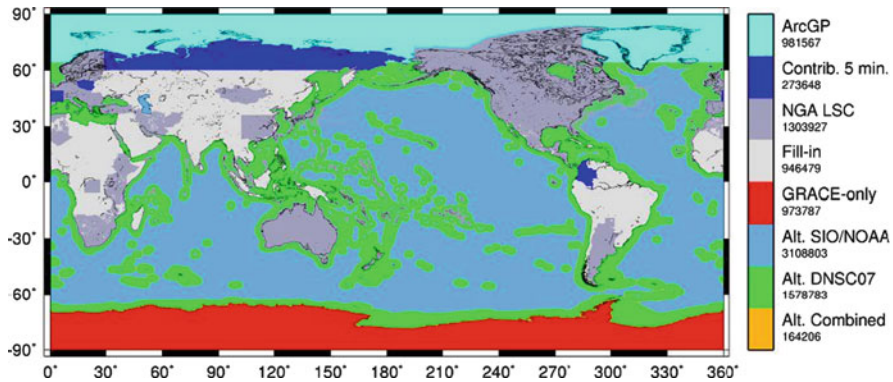 90˚
60˚
30˚
0˚
-30˚
-60˚
-90˚
0˚ 30˚ 60˚ 90˚ 120˚ 150˚ 180˚ 210˚ 240˚ 270˚ 300˚ 330˚ 360˚
ArcGP
981567
Contrib. 5 min.
273648
NGA LSC
1303927
Fill-in
946479
GRACE-only
973787
Alt. SIO/NOAA
3108803
Alt. DNSC07
1578783
Alt. Combined
164206